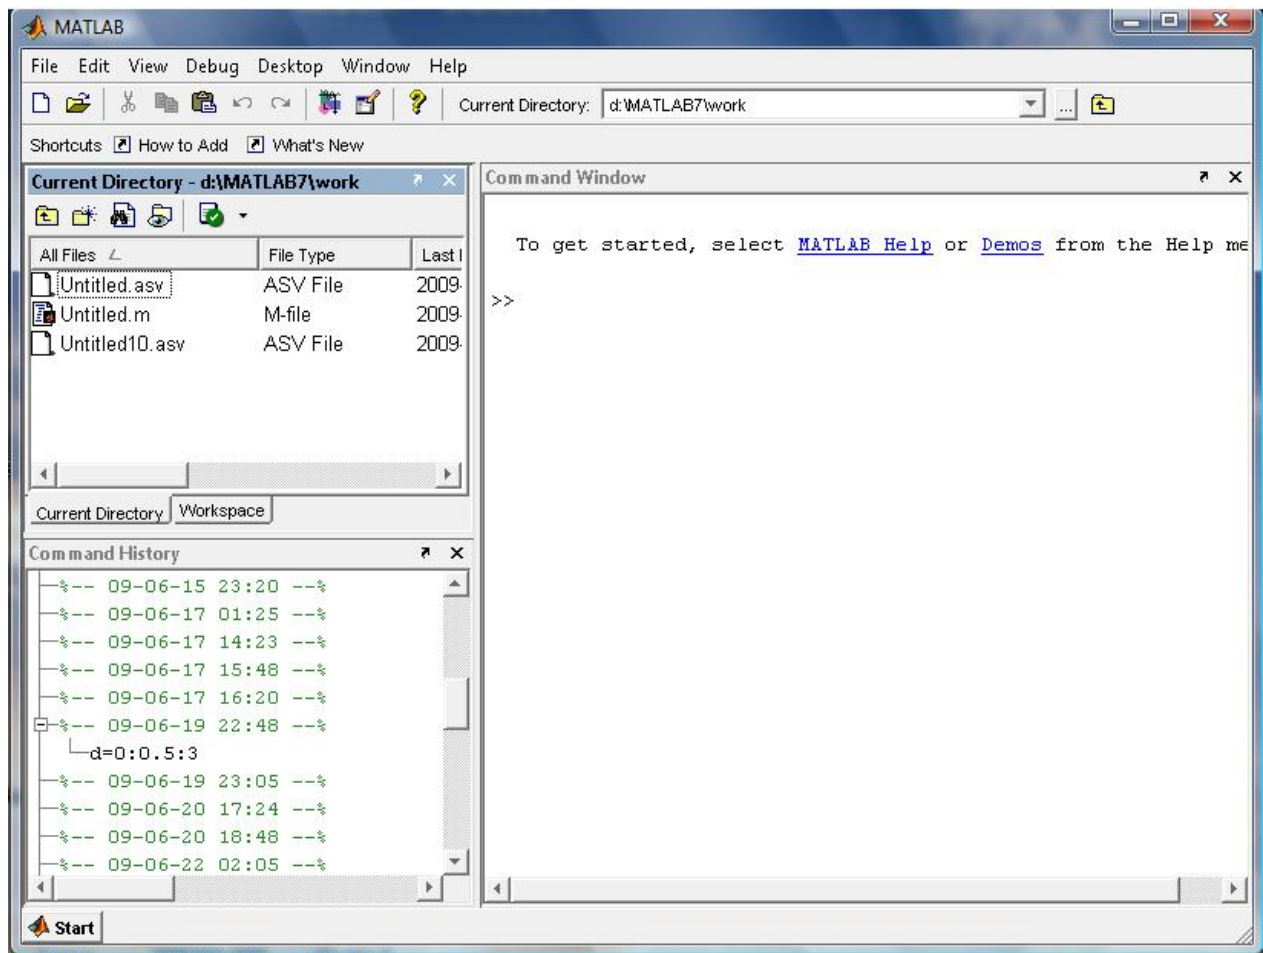 MATLAB
File Edit View Debug Desktop Window Help
Current Directory: d:\MATLAB7\work ...
Shortcuts How to Add What's New
Current Directory - d:\MATLAB7\work
All Files File Type Last
Untitled.asv ASV File 2009-
Untitled.m M-file 2009-
Untitled10.asv ASV File 2009-
Current Directory Workspace
Command History
%-- 09-06-15 23:20 --%
%-- 09-06-17 01:25 --%
%-- 09-06-17 14:23 --%
%-- 09-06-17 15:48 --%
%-- 09-06-17 16:20 --%
%-- 09-06-19 22:48 --%
d=0:0.5:3
%-- 09-06-19 23:05 --%
%-- 09-06-20 17:24 --%
%-- 09-06-20 18:48 --%
%-- 09-06-22 02:05 --%
Command Window
To get started, select MATLAB Help or Demos from the Help me
>>
Start